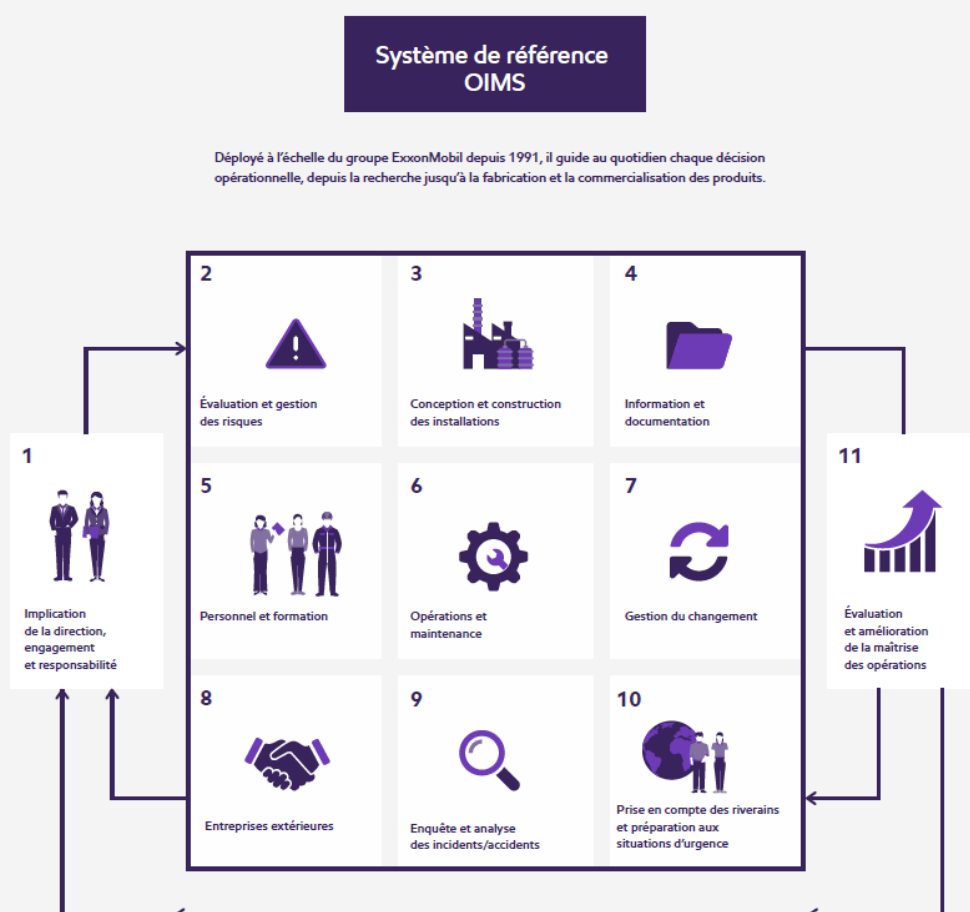 Système de référence
OIMS
Déployé à l'échelle du groupe ExxonMobil depuis 1991, il guide au quotidien chaque décision
opérationnelle, depuis la recherche jusqu'à la fabrication et la commercialisation des produits.
1
Implication
de la direction,
engagement
et responsabilité
2
Évaluation et gestion
des risques
3
Conception et construction
des installations
4
Information et
documentation
5
Personnel et formation
6
Opérations et
maintenance
7
Gestion du changement
8
Entreprises extérieures
9
Enquête et analyse
des incidents/accidents
10
Prise en compte des riverains
et préparation aux
situations d'urgence
11
Évaluation
et amélioration
de la maîtrise
des opérations